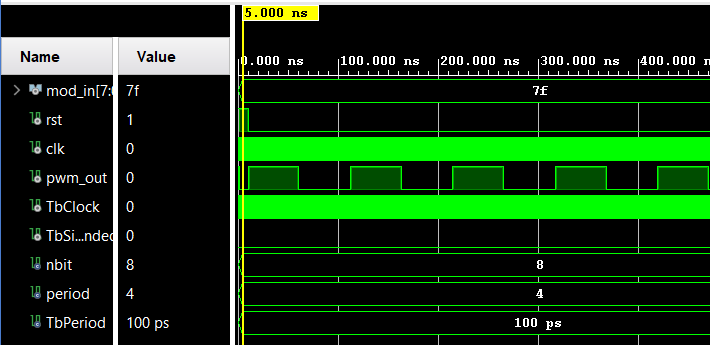 5.000 ns
Name Value
0.000 ns 100.000 ns 200.000 ns 300.000 ns 400.000
mod_in[7: 7f 7f
rst 1
clk 0
pwm_out 0
TbClock 0
TbSi...nded 0
nbit 8 8
period 4 4
TbPeriod 100 ps 100 ps